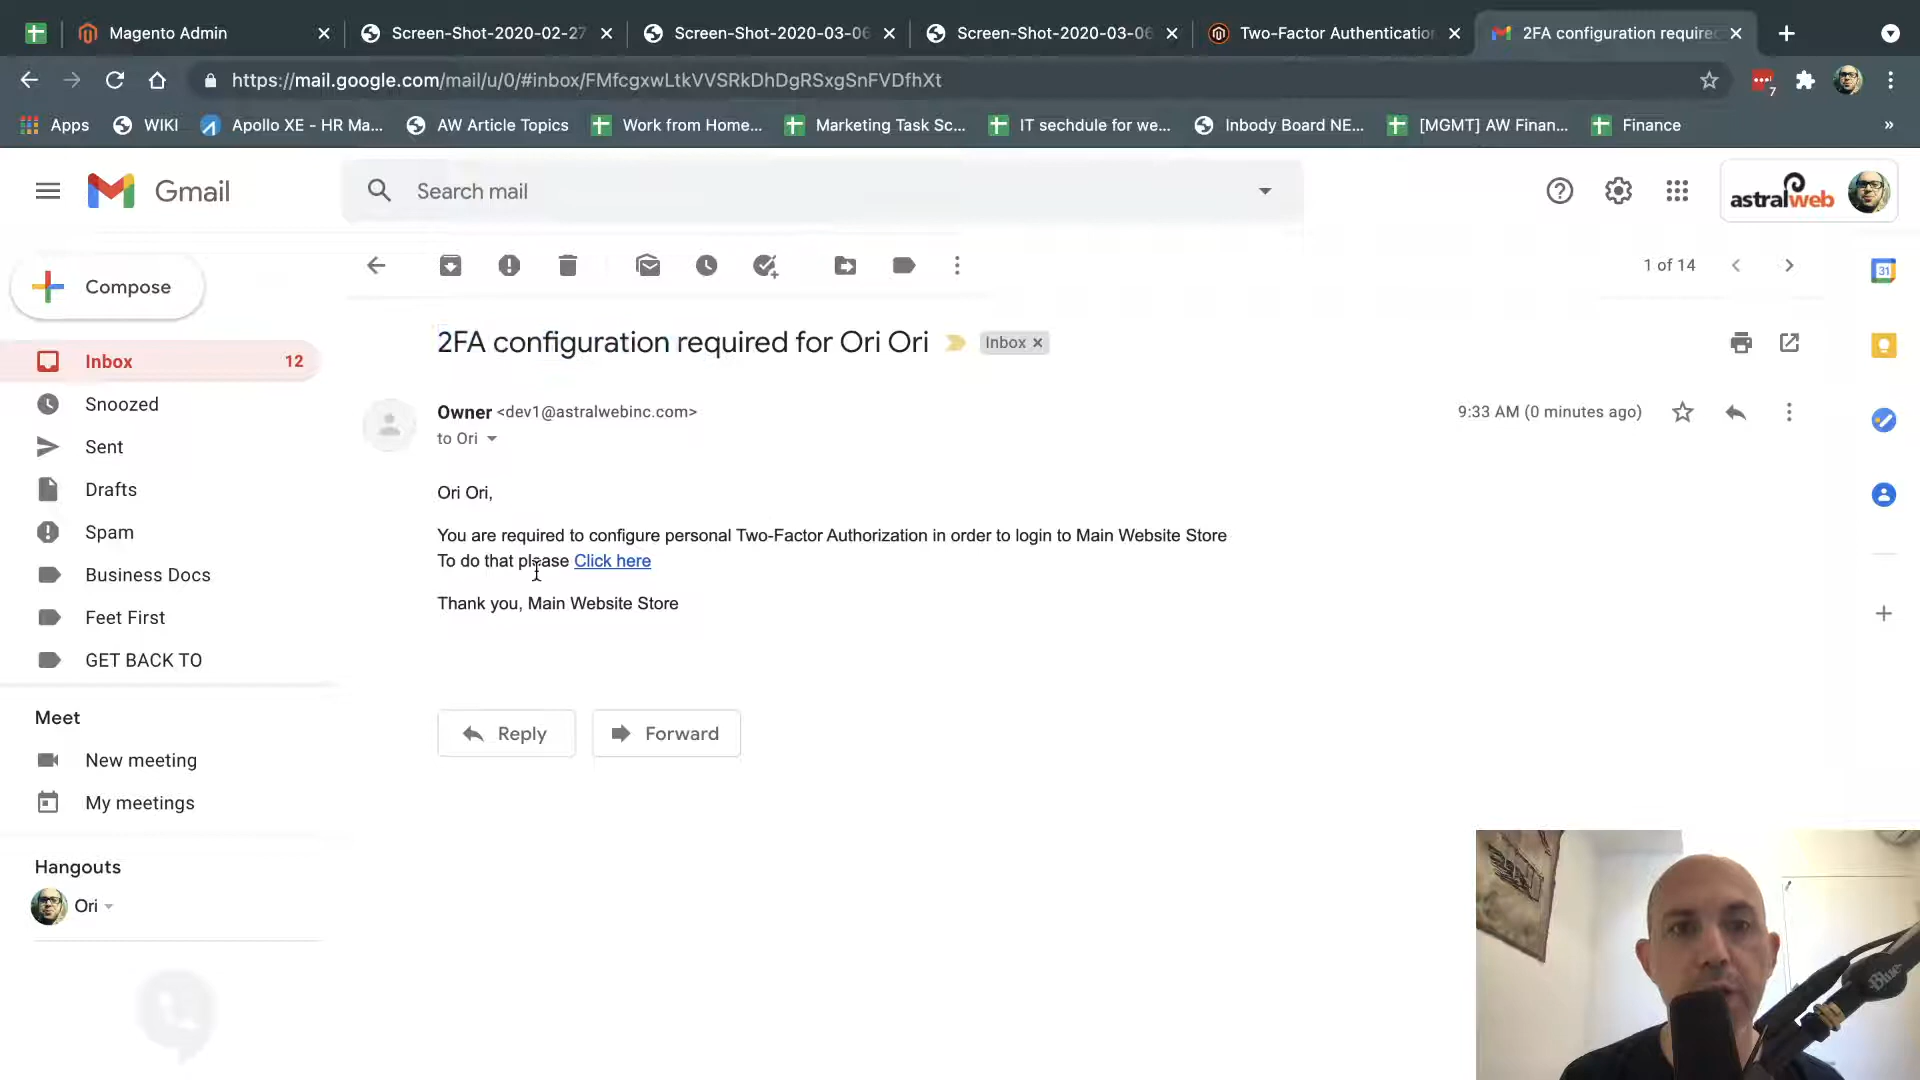 Magento Admin
Screen-Shot-2020-02-27
Screen-Shot-2020-03-06
Screen-Shot-2020-03-06
Two-Factor Authentication
2FA configuration require
https://mail.google.com/mail/u/0/#inbox/FMfcgxwLtkVVSRkDhDgRSxgSnFVDfhXt
7
Apps
WIKI
Apollo XE - HR Ma...
AW Article Topics
Work from Home...
Marketing Task Sc...
IT sechdule for we...
Inbody Board NE...
[MGMT] AW Finan...
Finance
»
Gmail
Search mail
astralweb
Compose
1 of 14
31
2FA configuration required for Ori Ori
Inbox ×
Inbox 12
Snoozed
Sent
Drafts
Spam
Business Docs
Feet First
GET BACK TO
Owner <dev1@astralwebinc.com>
9:33 AM (0 minutes ago)
to Ori
Ori Ori,
You are required to configure personal Two-Factor Authorization in order to login to Main Website Store
To do that please Click here
Thank you, Main Website Store
Reply
Forward
Meet
New meeting
My meetings
Hangouts
Ori
Blue